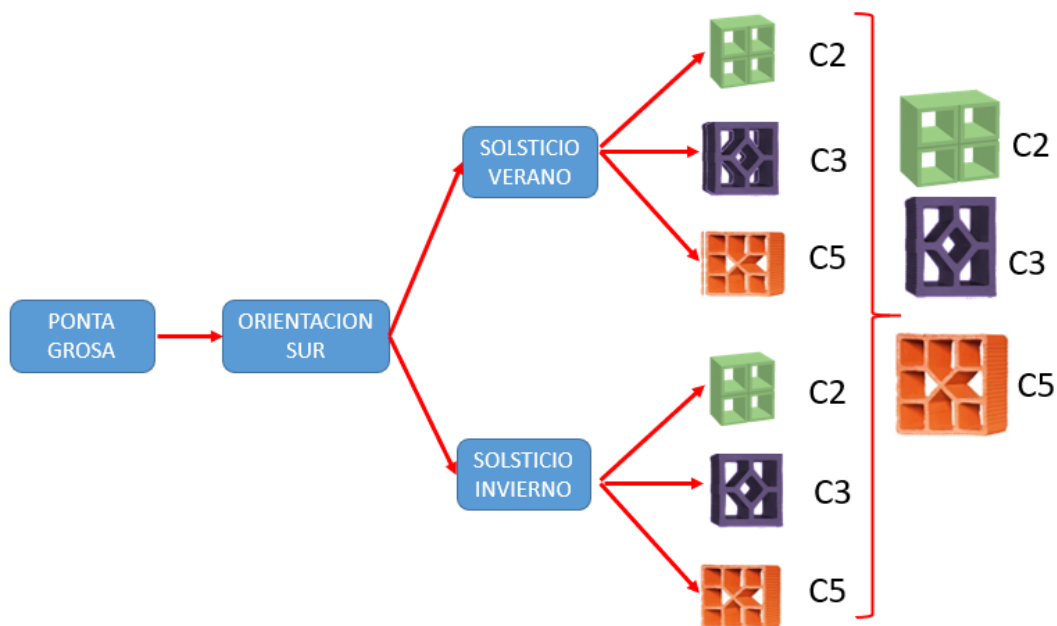 PONTA
GROSA
ORIENTACION
SUR
SOLSTICIO
VERANO
C2
C3
C5
SOLSTICIO
INVIERNO
C2
C3
C5
C2
C3
C5